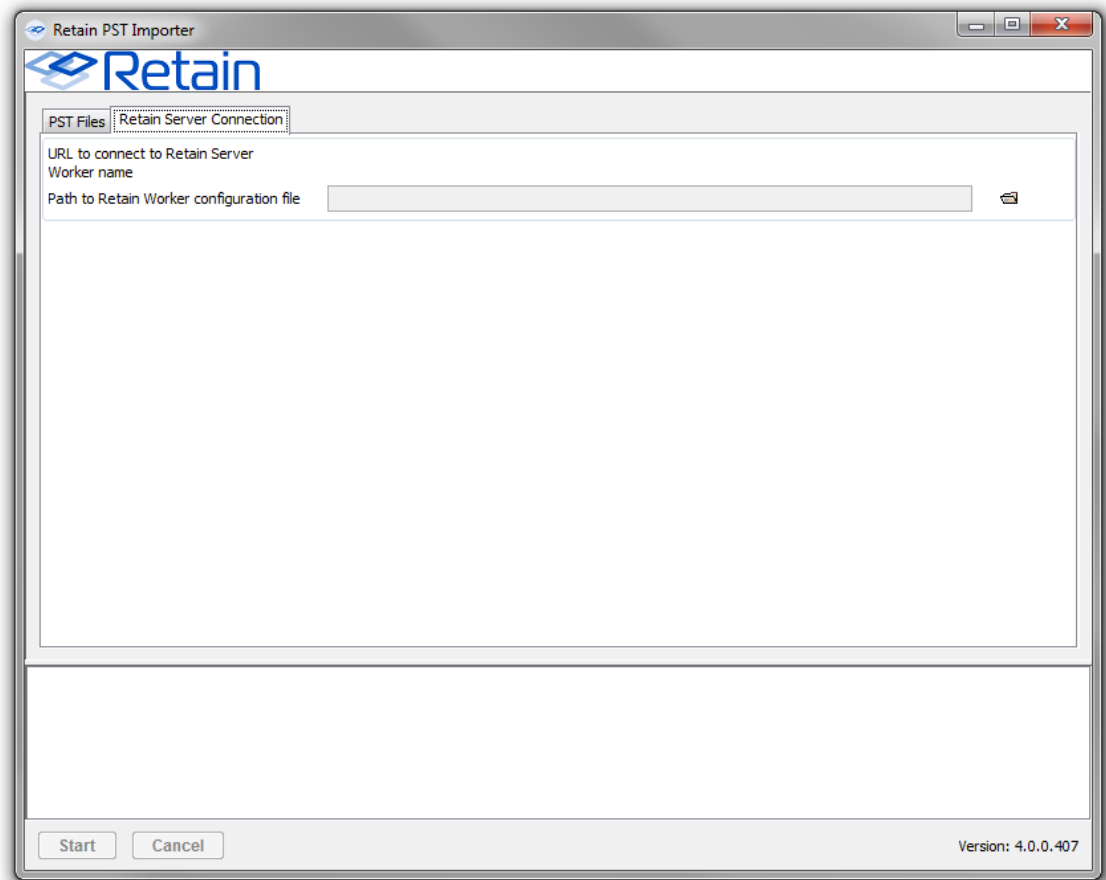 Retain PST Importer
Retain
PST Files Retain Server Connection
URL to connect to Retain Server
Worker name
Path to Retain Worker configuration file
Start Cancel Version: 4.0.0.407